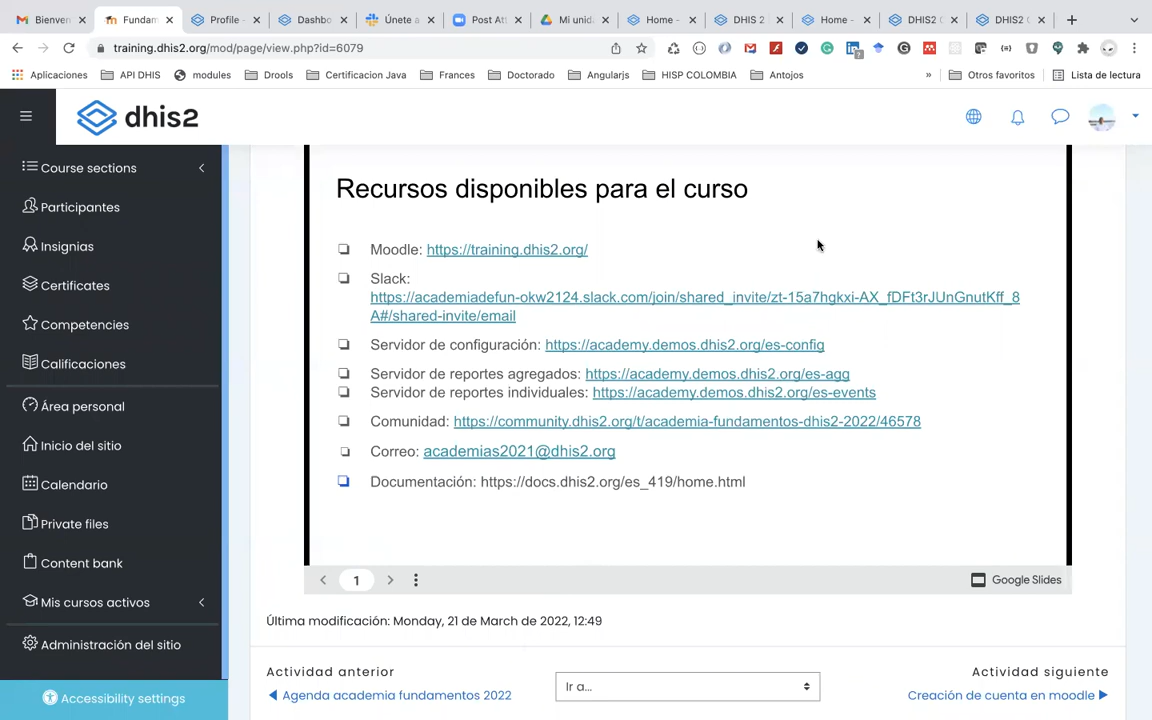 Bienven
Fundam
Profile -
Dashbo
Únete a
Post Att
Mi unida
Home -
DHIS 2
Home -
DHIS2 C
DHIS2 C
training.dhis2.org/mod/page/view.php?id=6079
Aplicaciones
API DHIS
modules
Drools
Certificacion Java
Frances
Doctorado
Angularjs
HISP COLOMBIA
Antojos
»
Otros favoritos
Lista de lectura
dhis2
Course sections
Participantes
Insignias
Certificates
Competencies
Calificaciones
Área personal
Inicio del sitio
Calendario
Private files
Content bank
Mis cursos activos
Administración del sitio
Accessibility settings
Recursos disponibles para el curso
Moodle: https://training.dhis2.org/
Slack:
https://academiadefun-okw2124.slack.com/join/shared_invite/zt-15a7hgkxi-AX_fDFt3rJUnGnutKff_8
A#/shared-invite/email
Servidor de configuración: https://academy.demos.dhis2.org/es-config
Servidor de reportes agregados: https://academy.demos.dhis2.org/es-agg
Servidor de reportes individuales: https://academy.demos.dhis2.org/es-events
Comunidad: https://community.dhis2.org/t/academia-fundamentos-dhis2-2022/46578
Correo: academias2021@dhis2.org
Documentación: https://docs.dhis2.org/es_419/home.html
1
Google Slides
Última modificación: Monday, 21 de March de 2022, 12:49
Actividad anterior
◀ Agenda academia fundamentos 2022
Ir a...
Actividad siguiente
Creación de cuenta en moodle ▶